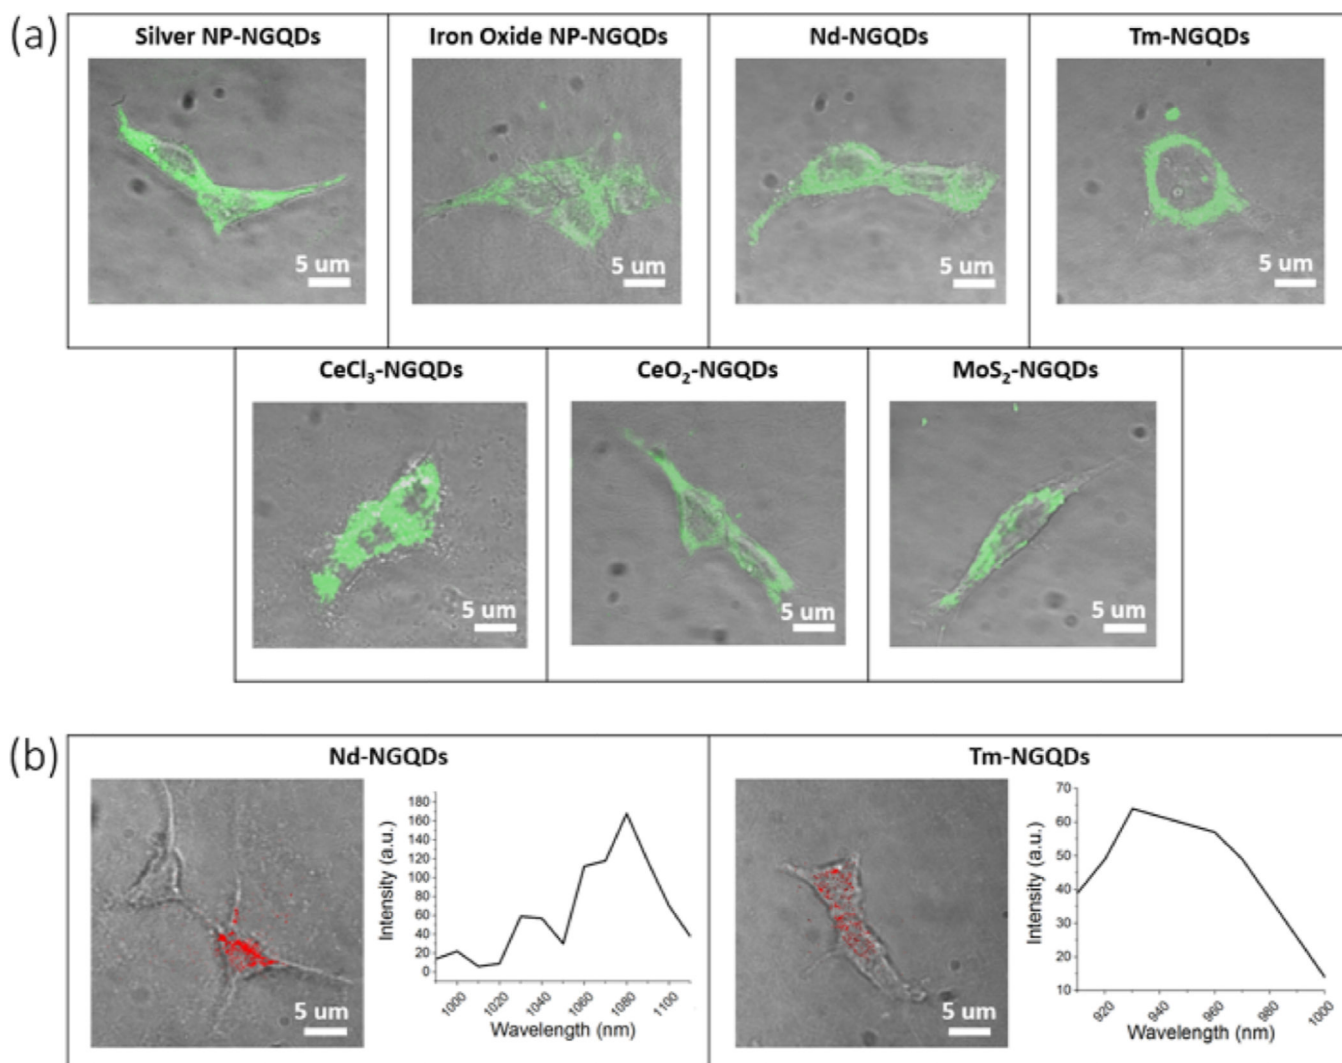 (a)
Silver NP-NGQDs
Iron Oxide NP-NGQDs
Nd-NGQDs
Tm-NGQDs
5 um
5 um
5 um
5 um
CeCl₃-NGQDs
CeO₂-NGQDs
MoS₂-NGQDs
5 um
5 um
5 um
(b)
Nd-NGQDs
5 um
Intensity (a.u.)
180
160
140
120
100
80
60
40
20
0
1000
1020
1040
1060
1080
1100
Wavelength (nm)
Tm-NGQDs
5 um
Intensity (a.u.)
70
60
50
40
30
20
10
920
940
960
980
1000
Wavelength (nm)